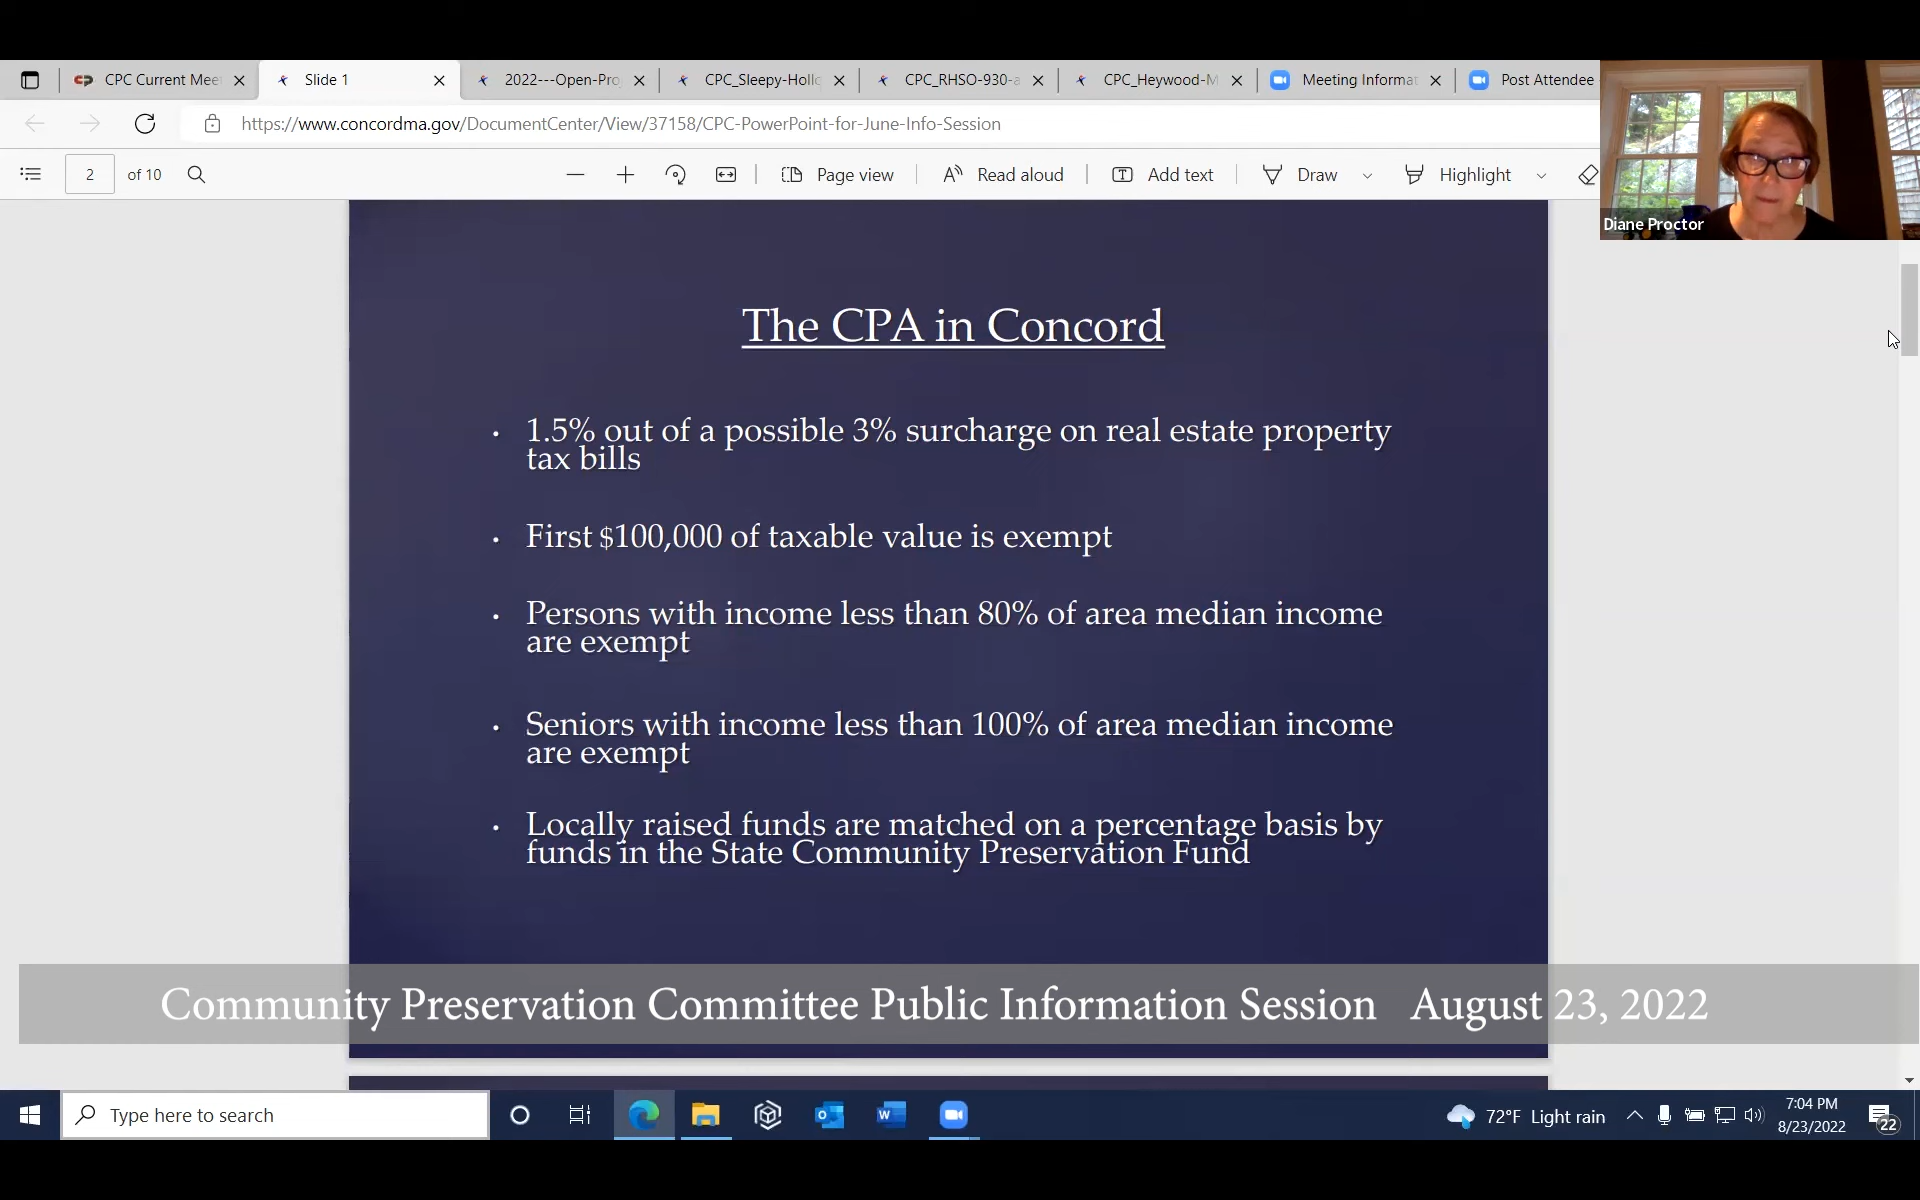 CPC Current Mee
Slide 1
2022---Open-Pro
CPC_Sleepy-Hollo
CPC_RHSO-930-a
CPC_Heywood-M
Meeting Informat
Post Attendee
https://www.concordma.gov/DocumentCenter/View/37158/CPC-PowerPoint-for-June-Info-Session
2 of 10
Page view
Read aloud
Add text
Draw
Highlight
Diane Proctor
The CPA in Concord
• 1.5% out of a possible 3% surcharge on real estate property
tax bills
• First $100,000 of taxable value is exempt
• Persons with income less than 80% of area median income
are exempt
• Seniors with income less than 100% of area median income
are exempt
• Locally raised funds are matched on a percentage basis by
funds in the State Community Preservation Fund
Community Preservation Committee Public Information Session August 23, 2022
Type here to search
72°F Light rain
7:04 PM
8/23/2022
22